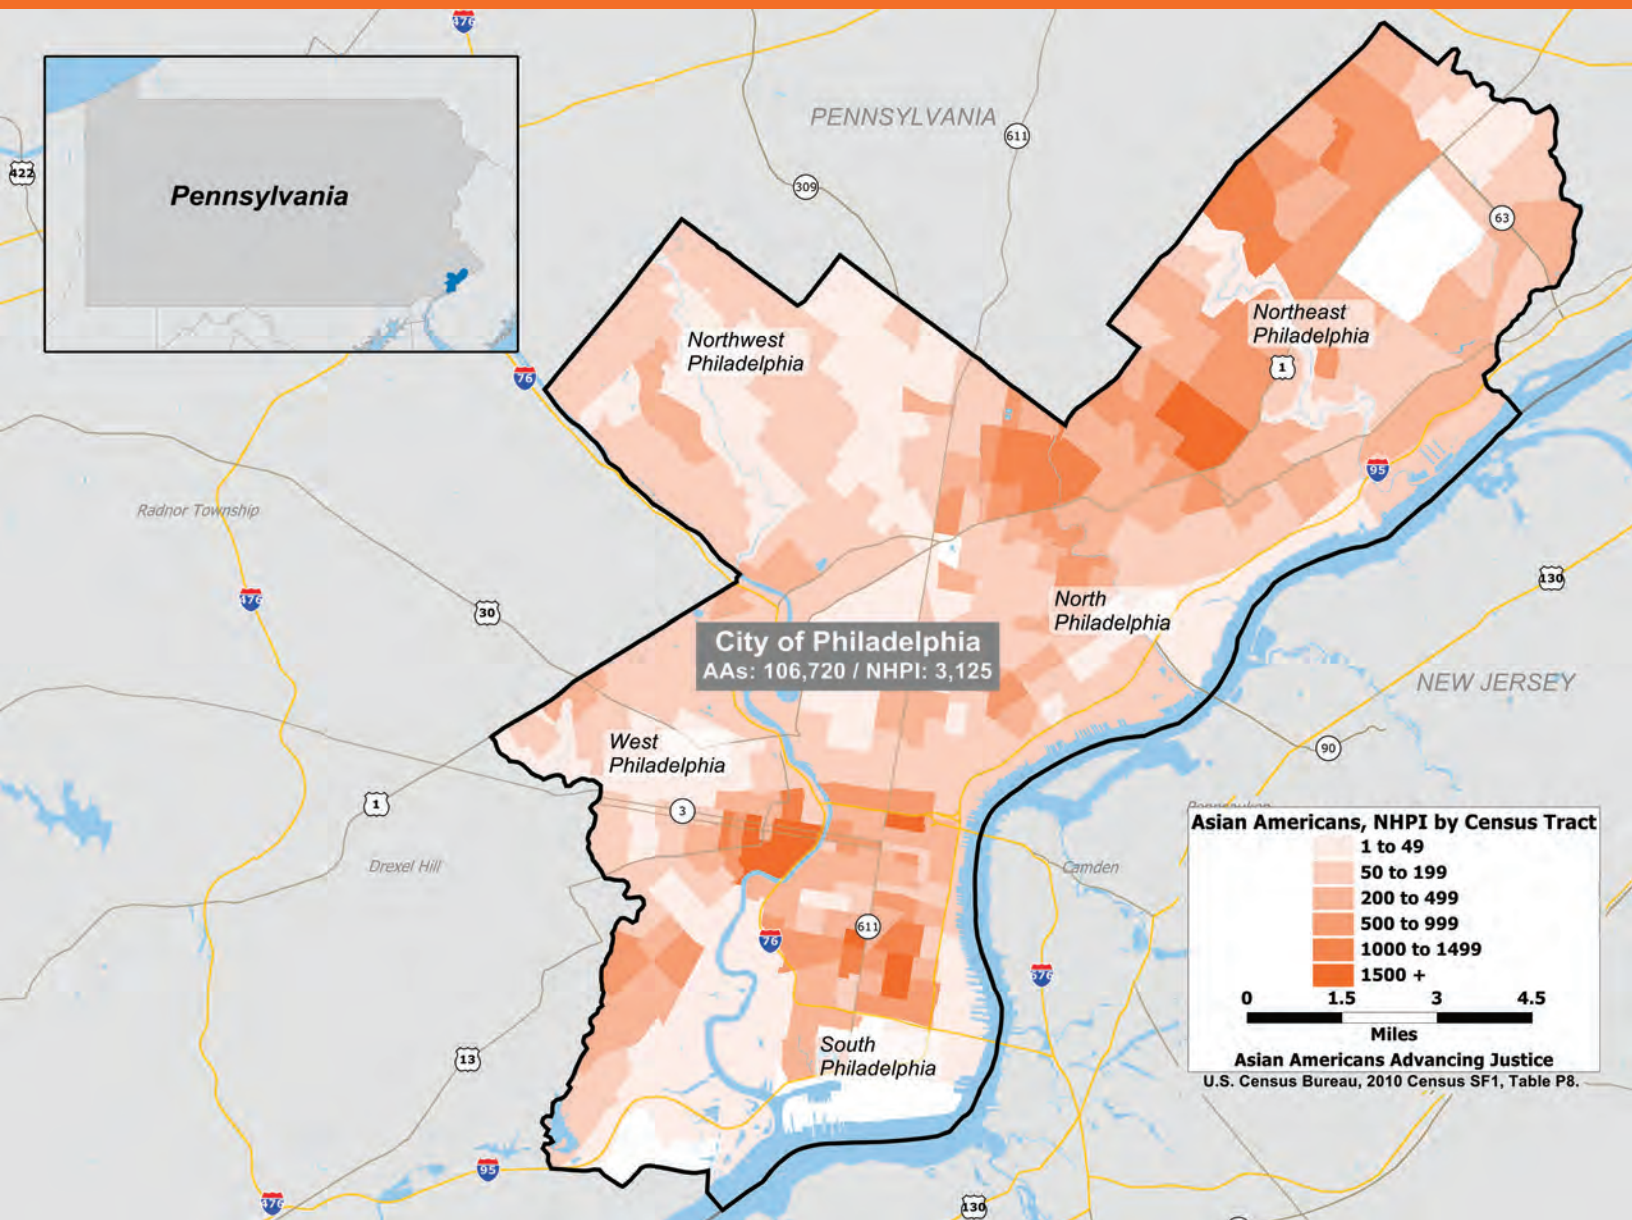 476
PENNSYLVANIA
611
309
422
Pennsylvania
63
Northeast
Philadelphia
1
Northwest
Philadelphia
76
95
Radnor Township
476
30
130
North
Philadelphia
City of Philadelphia
AAs: 106,720 / NHPI: 3,125
NEW JERSEY
90
West
Philadelphia
3
1
Drexel Hill
Camden
611
76
676
13
South
Philadelphia
95
476
130
Pennsauken
Asian Americans, NHPI by Census Tract
1 to 49
50 to 199
200 to 499
500 to 999
1000 to 1499
1500 +
0 1.5 3 4.5
Miles
Asian Americans Advancing Justice
U.S. Census Bureau, 2010 Census SF1, Table P8.